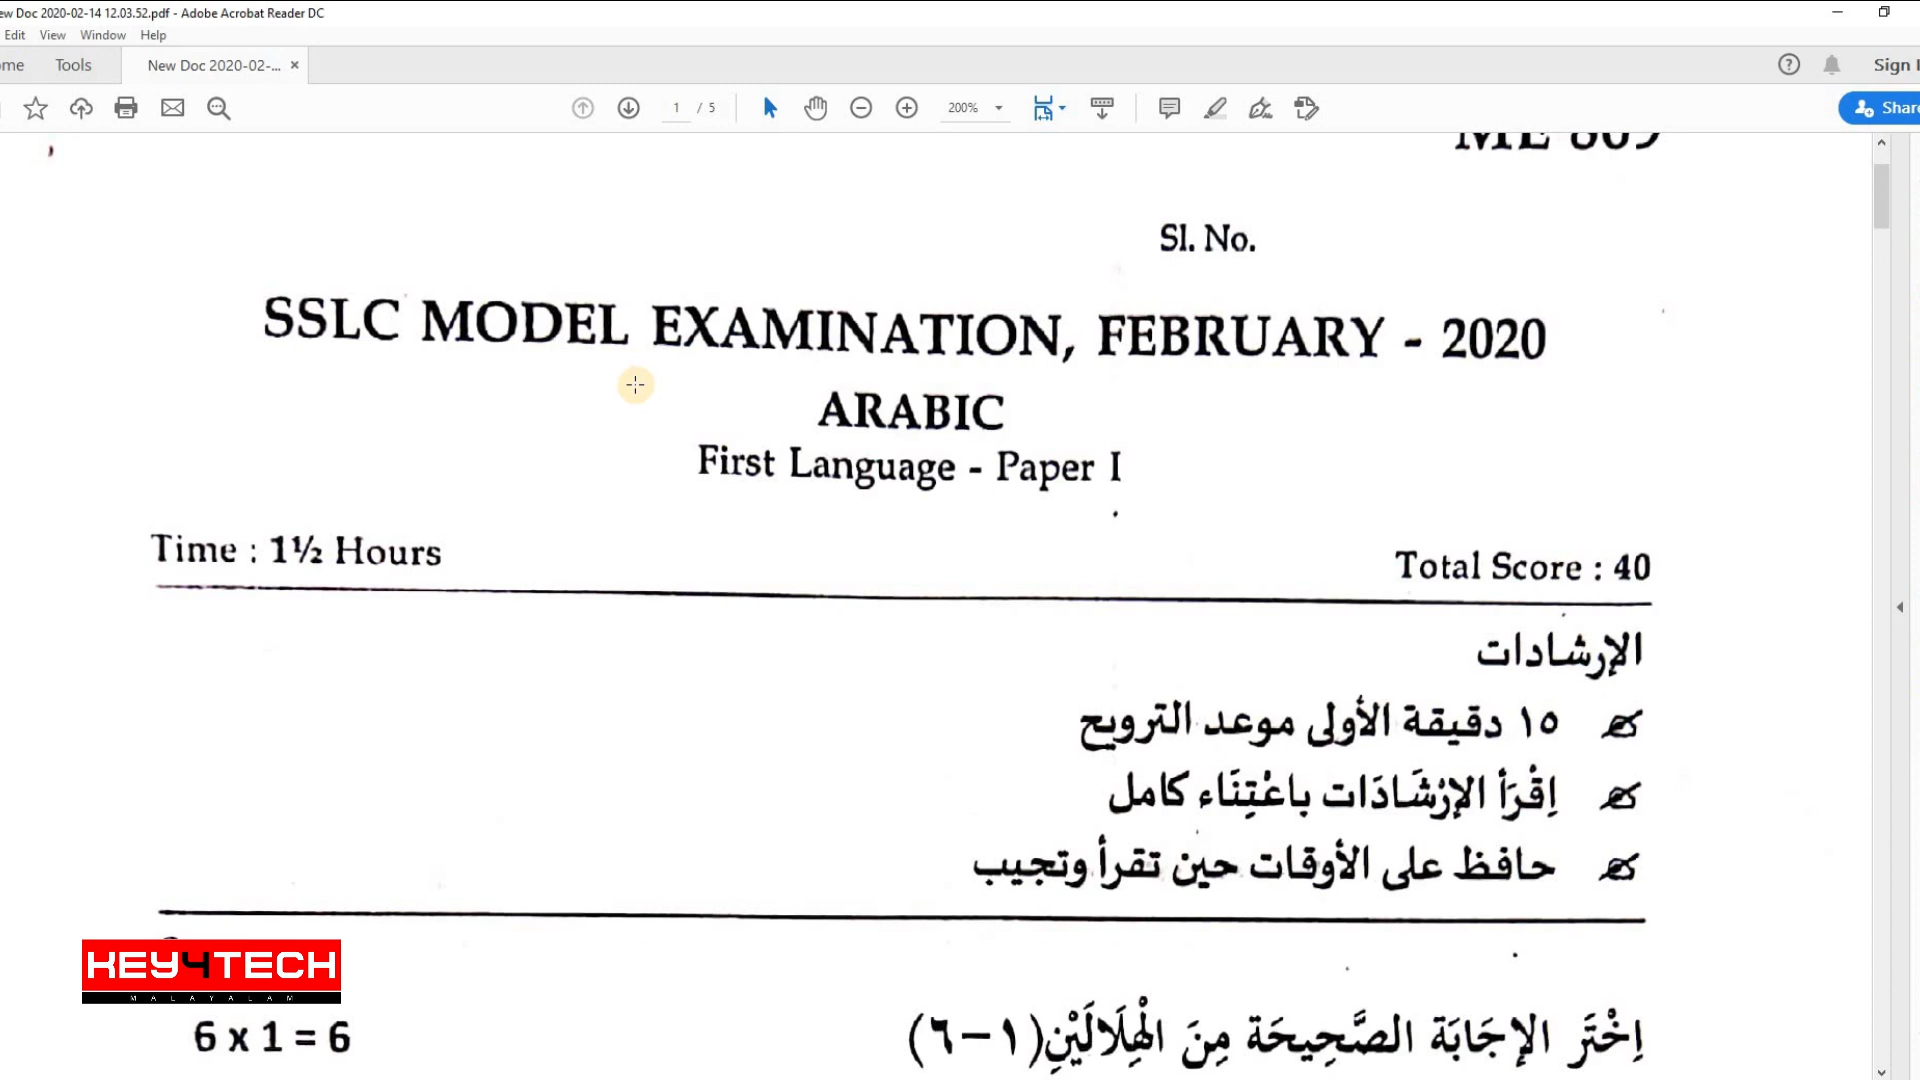 ew Doc 2020-02-14 12.03.52.pdf - Adobe Acrobat Reader DC
Edit View Window Help
ome Tools New Doc 2020-02-... × Sign I
1 / 5 200% Share
ME 809
Sl. No.
SSLC MODEL EXAMINATION, FEBRUARY - 2020
ARABIC
First Language - Paper I
Time : 1½ Hours Total Score : 40
الإرشادات
١٥ دقيقة الأولى موعد الترويح
اِقْرَأ الإرْشَادَات بِاعْتِنَاء كامل
حافظ على الأوقات حين تقرأ وتجيب
KEY4TECH
MALAYALAM
اِخْتَر الإجَابَة الصَّحِيحَة مِنَ الْهِلَالَيْنِ (١ – ٦) 6 x 1 = 6